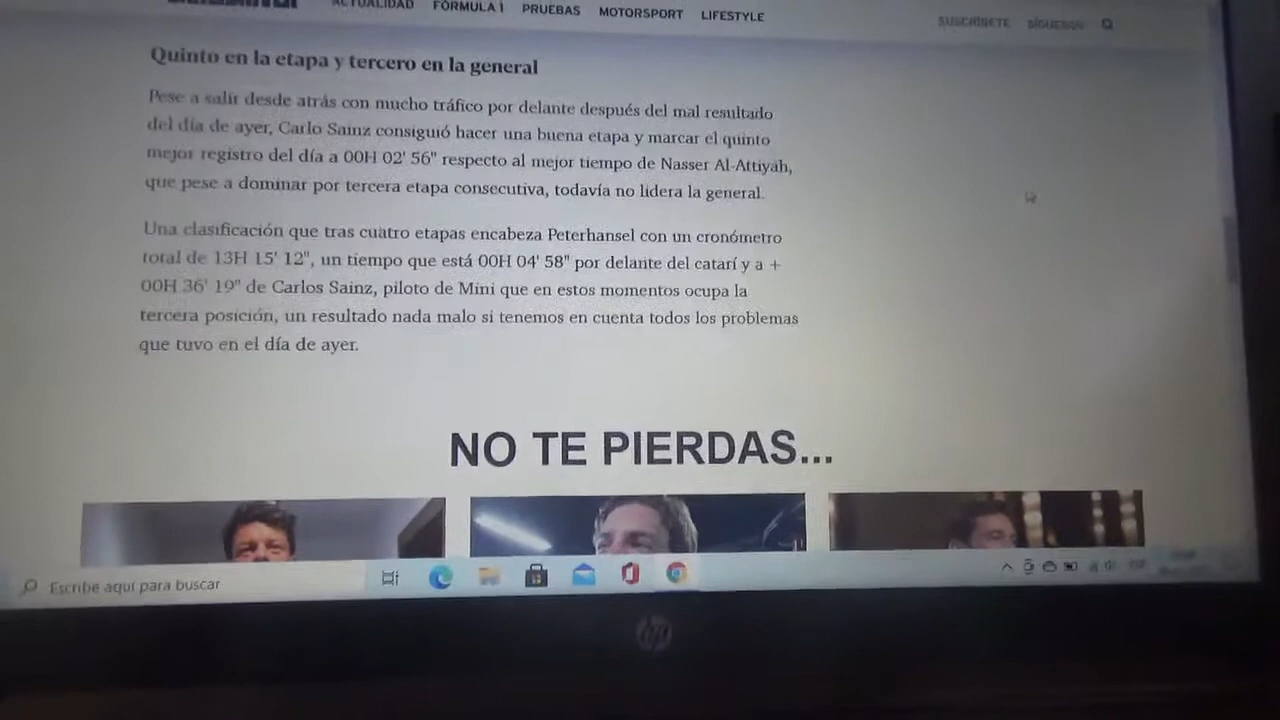 ACTUALIDAD FÓRMULA 1 PRUEBAS MOTORSPORT LIFESTYLE
SUSCRÍBETE SÍGUENOS
Quinto en la etapa y tercero en la general
Pese a salir desde atrás con mucho tráfico por delante después del mal resultado
del día de ayer, Carlo Sainz consiguió hacer una buena etapa y marcar el quinto
mejor registro del día a 00H 02' 56" respecto al mejor tiempo de Nasser Al-Attiyah,
que pese a dominar por tercera etapa consecutiva, todavía no lidera la general.
Una clasificación que tras cuatro etapas encabeza Peterhansel con un cronómetro
total de 13H 15' 12", un tiempo que está 00H 04' 58" por delante del catarí y a +
00H 36' 19" de Carlos Sainz, piloto de Mini que en estos momentos ocupa la
tercera posición, un resultado nada malo si tenemos en cuenta todos los problemas
que tuvo en el día de ayer.
NO TE PIERDAS...
Escribe aquí para buscar
hp